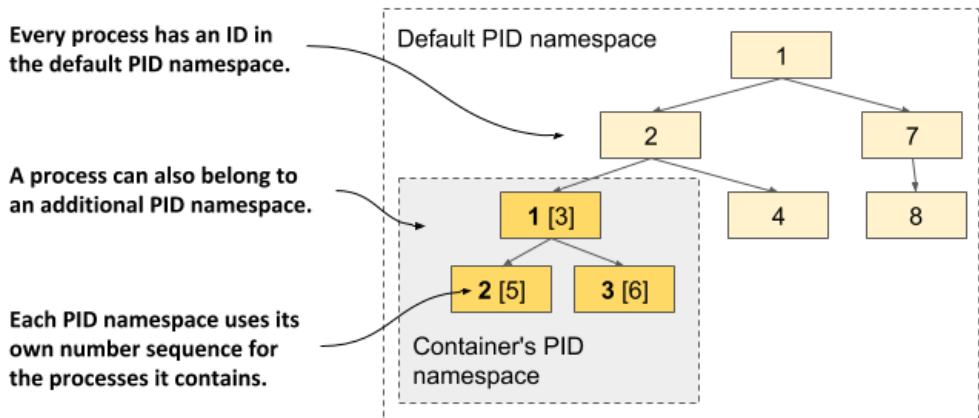 Every process has an ID in
the default PID namespace.
A process can also belong to
an additional PID namespace.
Each PID namespace uses its
own number sequence for
the processes it contains.
Default PID namespace
1
2
7
1 [3]
4
8
2 [5]
3 [6]
Container's PID
namespace